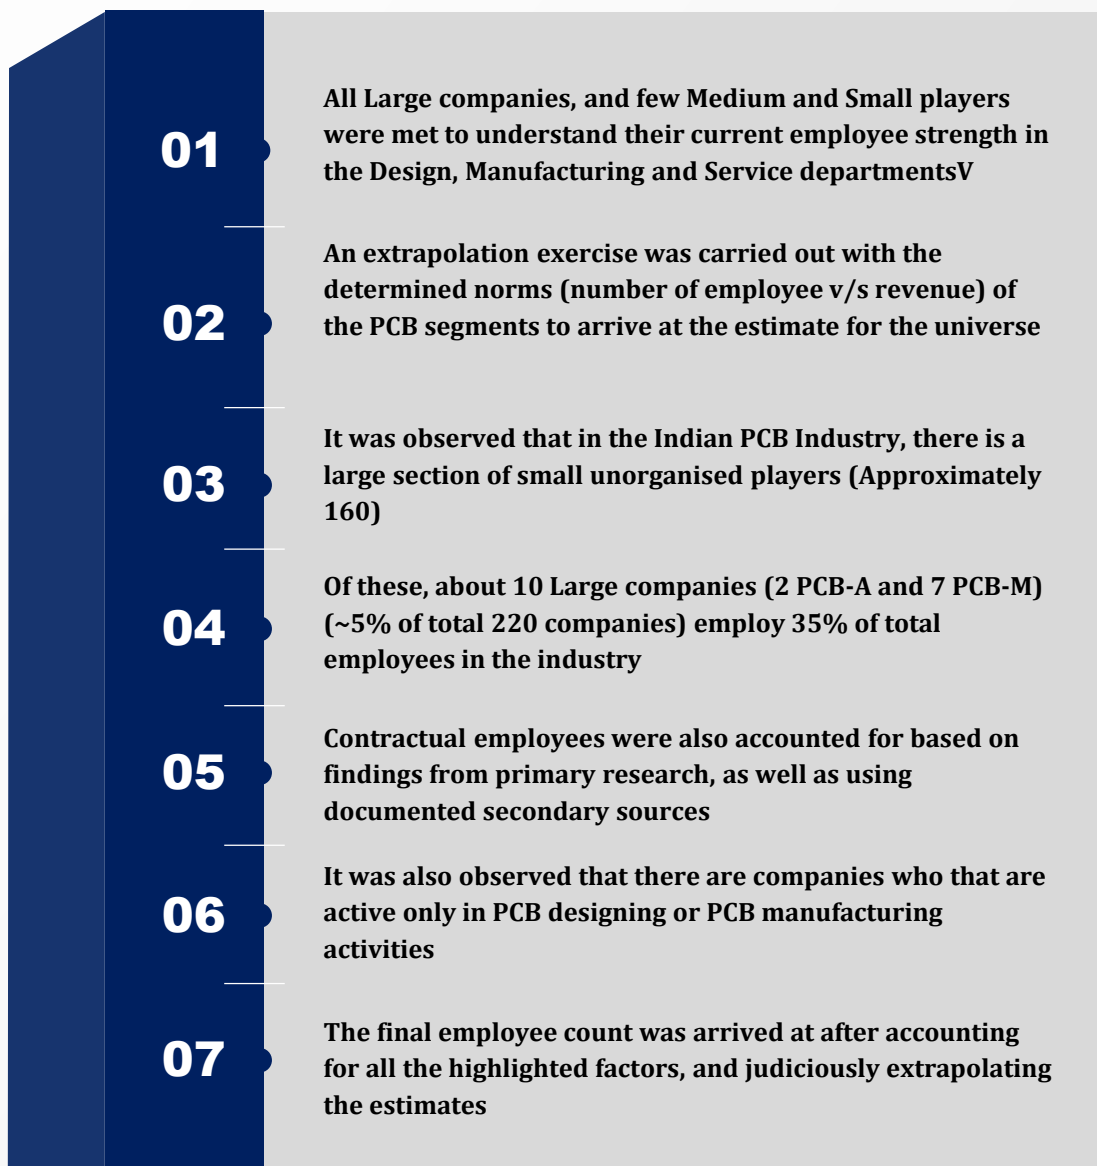 01
All Large companies, and few Medium and Small players
were met to understand their current employee strength in
the Design, Manufacturing and Service departmentsV
02
An extrapolation exercise was carried out with the
determined norms (number of employee v/s revenue) of
the PCB segments to arrive at the estimate for the universe
03
It was observed that in the Indian PCB Industry, there is a
large section of small unorganised players (Approximately
160)
04
Of these, about 10 Large companies (2 PCB-A and 7 PCB-M)
(~5% of total 220 companies) employ 35% of total
employees in the industry
05
Contractual employees were also accounted for based on
findings from primary research, as well as using
documented secondary sources
06
It was also observed that there are companies who that are
active only in PCB designing or PCB manufacturing
activities
07
The final employee count was arrived at after accounting
for all the highlighted factors, and judiciously extrapolating
the estimates